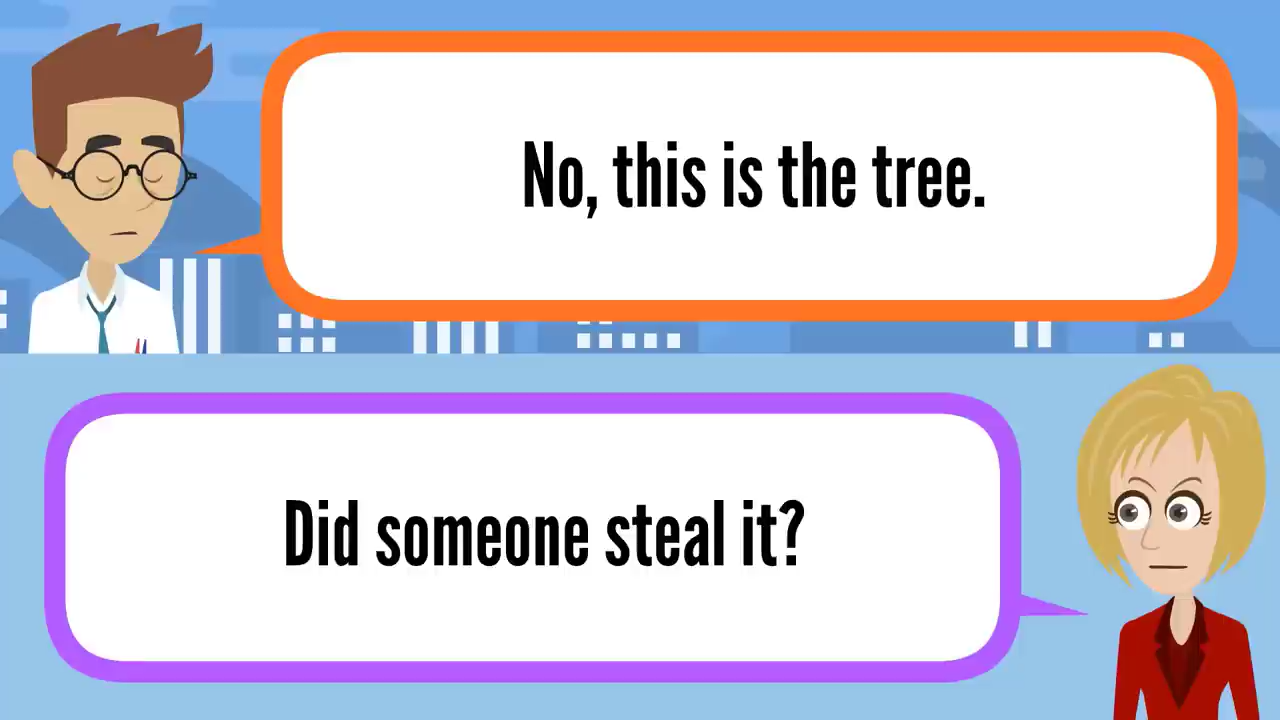 No, this is the tree.
Did someone steal it?